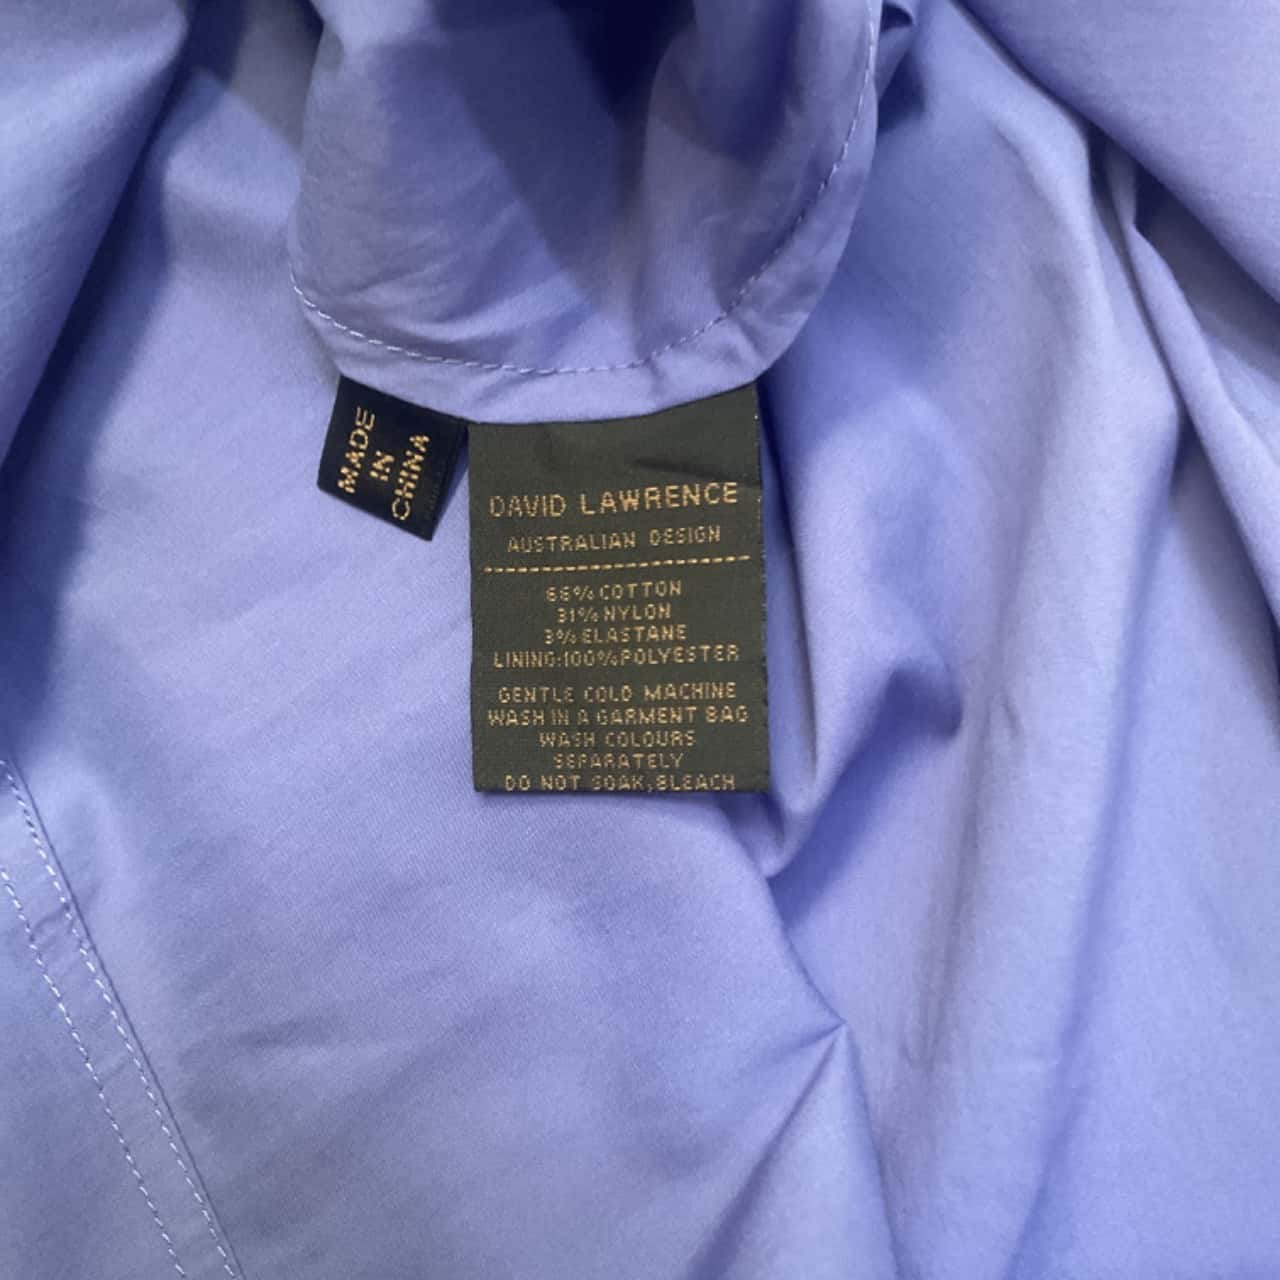 MADE
IN
CHINA
DAVID LAWRENCE
AUSTRALIAN DESIGN
66% COTTON
31% NYLON
3% ELASTANE
LINING:100% POLYESTER
GENTLE COLD MACHINE
WASH IN A GARMENT BAG
WASH COLOURS
SEPARATELY
DO NOT SOAK, BLEACH